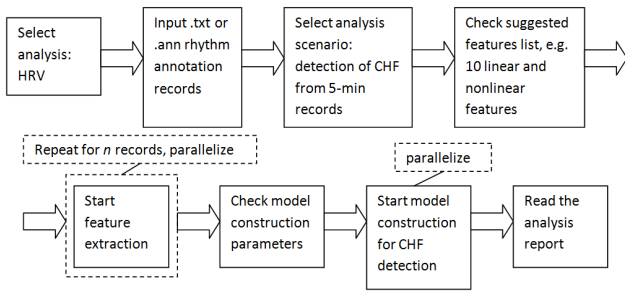 Select
analysis:
HRV
Input .txt or
.ann rhythm
annotation
records
Select analysis
scenario:
detection of CHF
from 5-min
records
Check suggested
features list, e.g.
10 linear and
nonlinear
features
Repeat for n records, parallelize
Start
feature
extraction
Check model
construction
parameters
parallelize
Start model
construction
for CHF
detection
Read the
analysis
report